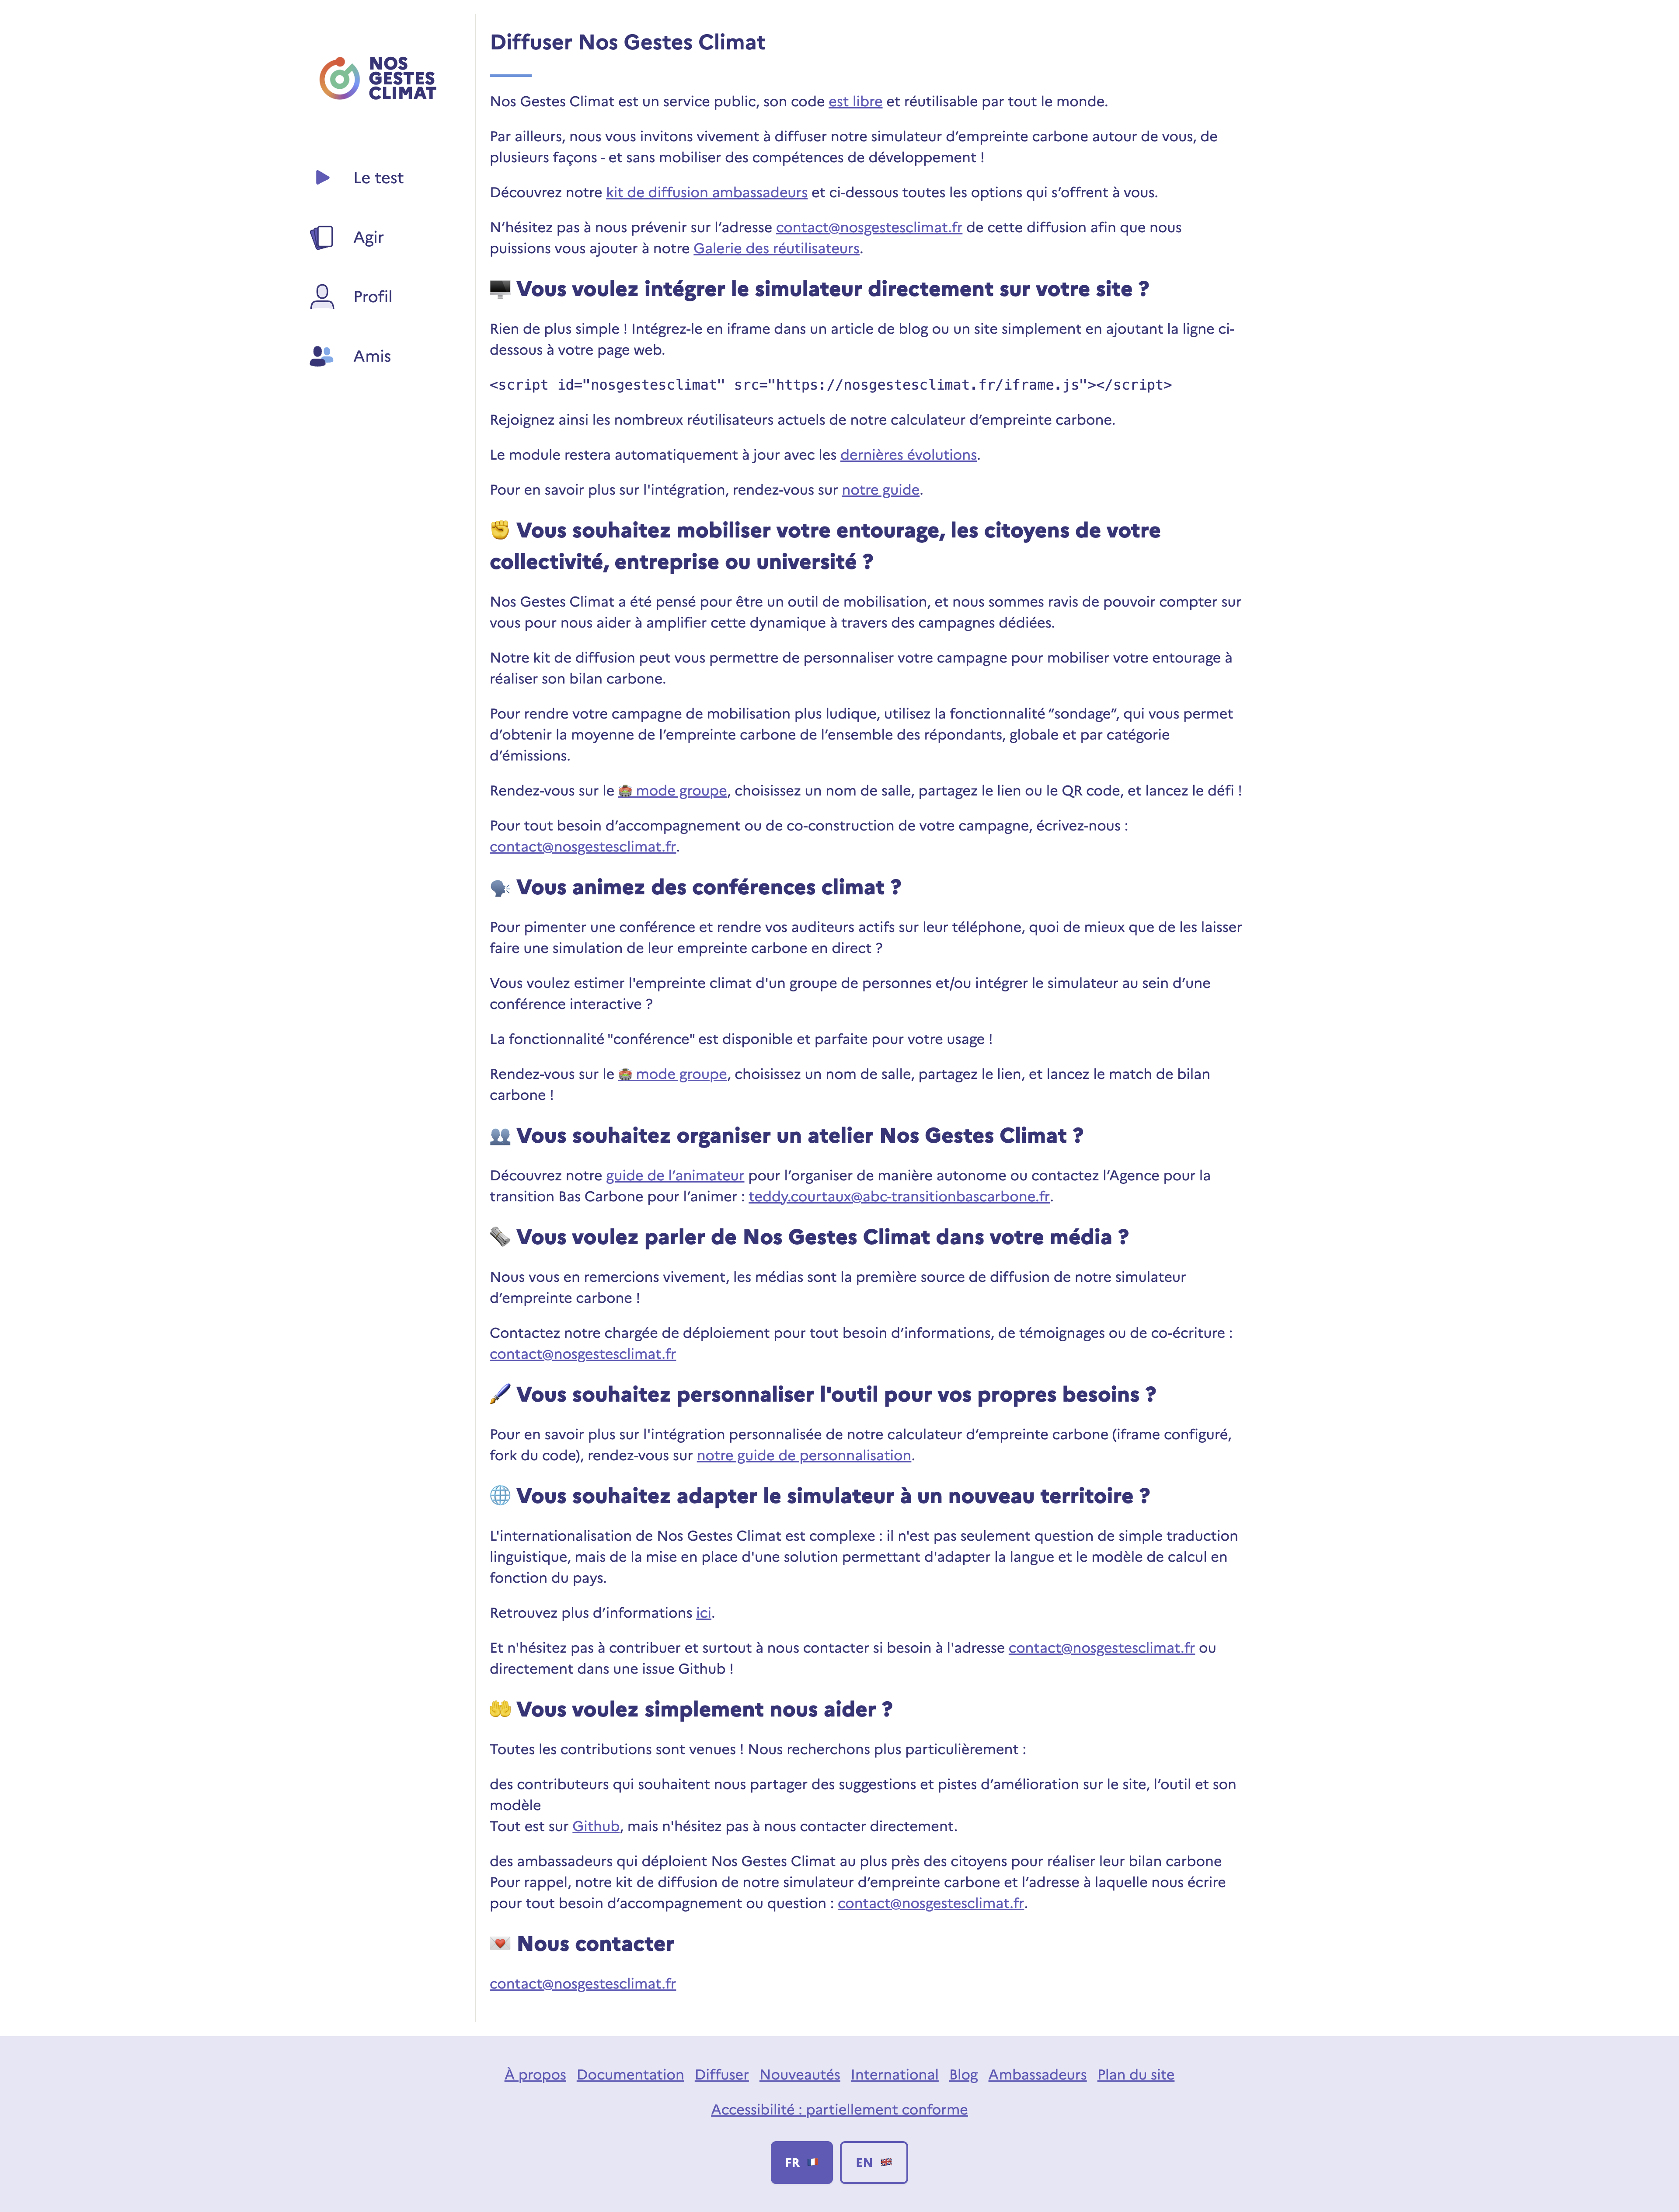 NOS
GESTES
CLIMAT
Le test
Agir
Profil
Amis
Diffuser Nos Gestes Climat
Nos Gestes Climat est un service public, son code est libre et réutilisable par tout le monde.
Par ailleurs, nous vous invitons vivement à diffuser notre simulateur d’empreinte carbone autour de vous, de
plusieurs façons - et sans mobiliser des compétences de développement !
Découvrez notre kit de diffusion ambassadeurs et ci-dessous toutes les options qui s’offrent à vous.
N’hésitez pas à nous prévenir sur l’adresse contact@nosgestesclimat.fr de cette diffusion afin que nous
puissions vous ajouter à notre Galerie des réutilisateurs.
🖥️ Vous voulez intégrer le simulateur directement sur votre site ?
Rien de plus simple ! Intégrez-le en iframe dans un article de blog ou un site simplement en ajoutant la ligne ci-
dessous à votre page web.
<script id="nosgestesclimat" src="https://nosgestesclimat.fr/iframe.js"></script>
Rejoignez ainsi les nombreux réutilisateurs actuels de notre calculateur d’empreinte carbone.
Le module restera automatiquement à jour avec les dernières évolutions.
Pour en savoir plus sur l'intégration, rendez-vous sur notre guide.
✊ Vous souhaitez mobiliser votre entourage, les citoyens de votre
collectivité, entreprise ou université ?
Nos Gestes Climat a été pensé pour être un outil de mobilisation, et nous sommes ravis de pouvoir compter sur
vous pour nous aider à amplifier cette dynamique à travers des campagnes dédiées.
Notre kit de diffusion peut vous permettre de personnaliser votre campagne pour mobiliser votre entourage à
réaliser son bilan carbone.
Pour rendre votre campagne de mobilisation plus ludique, utilisez la fonctionnalité “sondage”, qui vous permet
d’obtenir la moyenne de l’empreinte carbone de l’ensemble des répondants, globale et par catégorie
d’émissions.
Rendez-vous sur le 🏟 mode groupe, choisissez un nom de salle, partagez le lien ou le QR code, et lancez le défi !
Pour tout besoin d’accompagnement ou de co-construction de votre campagne, écrivez-nous :
contact@nosgestesclimat.fr.
🗣️ Vous animez des conférences climat ?
Pour pimenter une conférence et rendre vos auditeurs actifs sur leur téléphone, quoi de mieux que de les laisser
faire une simulation de leur empreinte carbone en direct ?
Vous voulez estimer l'empreinte climat d'un groupe de personnes et/ou intégrer le simulateur au sein d’une
conférence interactive ?
La fonctionnalité "conférence" est disponible et parfaite pour votre usage !
Rendez-vous sur le 🏟 mode groupe, choisissez un nom de salle, partagez le lien, et lancez le match de bilan
carbone !
👥 Vous souhaitez organiser un atelier Nos Gestes Climat ?
Découvrez notre guide de l’animateur pour l’organiser de manière autonome ou contactez l’Agence pour la
transition Bas Carbone pour l’animer : teddy.courtaux@abc-transitionbascarbone.fr.
🗞️ Vous voulez parler de Nos Gestes Climat dans votre média ?
Nous vous en remercions vivement, les médias sont la première source de diffusion de notre simulateur
d’empreinte carbone !
Contactez notre chargée de déploiement pour tout besoin d’informations, de témoignages ou de co-écriture :
contact@nosgestesclimat.fr
🖌️ Vous souhaitez personnaliser l'outil pour vos propres besoins ?
Pour en savoir plus sur l'intégration personnalisée de notre calculateur d’empreinte carbone (iframe configuré,
fork du code), rendez-vous sur notre guide de personnalisation.
🌐 Vous souhaitez adapter le simulateur à un nouveau territoire ?
L'internationalisation de Nos Gestes Climat est complexe : il n'est pas seulement question de simple traduction
linguistique, mais de la mise en place d'une solution permettant d'adapter la langue et le modèle de calcul en
fonction du pays.
Retrouvez plus d’informations ici.
Et n'hésitez pas à contribuer et surtout à nous contacter si besoin à l'adresse contact@nosgestesclimat.fr ou
directement dans une issue Github !
🤲 Vous voulez simplement nous aider ?
Toutes les contributions sont venues ! Nous recherchons plus particulièrement :
des contributeurs qui souhaitent nous partager des suggestions et pistes d’amélioration sur le site, l’outil et son
modèle
Tout est sur Github, mais n'hésitez pas à nous contacter directement.
des ambassadeurs qui déploient Nos Gestes Climat au plus près des citoyens pour réaliser leur bilan carbone
Pour rappel, notre kit de diffusion de notre simulateur d’empreinte carbone et l’adresse à laquelle nous écrire
pour tout besoin d’accompagnement ou question : contact@nosgestesclimat.fr.
💌 Nous contacter
contact@nosgestesclimat.fr
À propos Documentation Diffuser Nouveautés International Blog Ambassadeurs Plan du site
Accessibilité : partiellement conforme
FR 🇫🇷 EN 🇬🇧